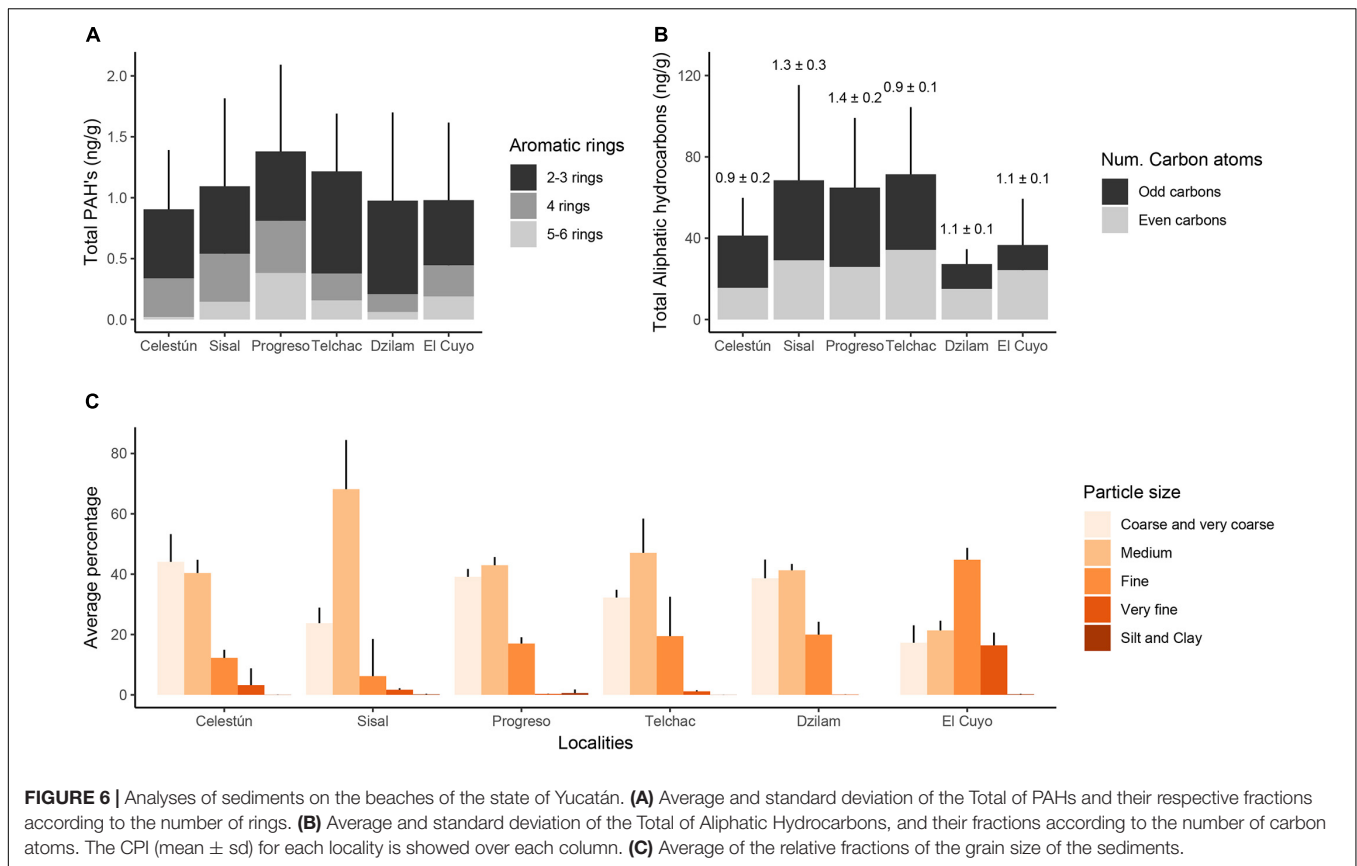 A
Total PAH's (ng/g)
2.0
1.5
1.0
0.5
0.0
Celestún Sisal Progreso Telchac Dzilam El Cuyo
Aromatic rings
2-3 rings
4 rings
5-6 rings
B
Total Aliphatic hydrocarbons (ng/g)
120
80
40
0
0.9 ± 0.2
1.3 ± 0.3
1.4 ± 0.2
0.9 ± 0.1
1.1 ± 0.1
1.1 ± 0.1
Celestún Sisal Progreso Telchac Dzilam El Cuyo
Num. Carbon atoms
Odd carbons
Even carbons
C
Average percentage
80
60
40
20
0
Celestún Sisal Progreso Telchac Dzilam El Cuyo
Localities
Particle size
Coarse and very coarse
Medium
Fine
Very fine
Silt and Clay
FIGURE 6 | Analyses of sediments on the beaches of the state of Yucatán. (A) Average and standard deviation of the Total of PAHs and their respective fractions
according to the number of rings. (B) Average and standard deviation of the Total of Aliphatic Hydrocarbons, and their fractions according to the number of carbon
atoms. The CPI (mean ± sd) for each locality is showed over each column. (C) Average of the relative fractions of the grain size of the sediments.